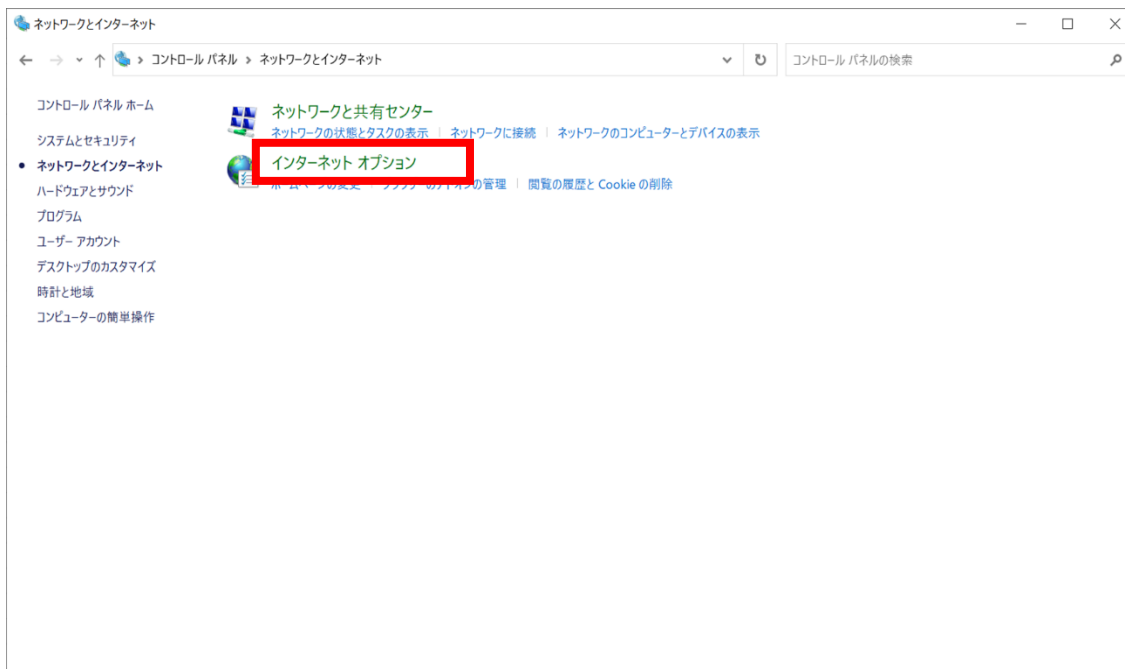 ネットワークとインターネット
コントロール パネル › ネットワークとインターネット
コントロール パネルの検索
コントロール パネル ホーム
システムとセキュリティ
ネットワークとインターネット
ハードウェアとサウンド
プログラム
ユーザー アカウント
デスクトップのカスタマイズ
時計と地域
コンピューターの簡単操作
ネットワークと共有センター
ネットワークの状態とタスクの表示 | ネットワークに接続 | ネットワークのコンピューターとデバイスの表示
インターネット オプション
の管理 | 閲覧の履歴と Cookie の削除